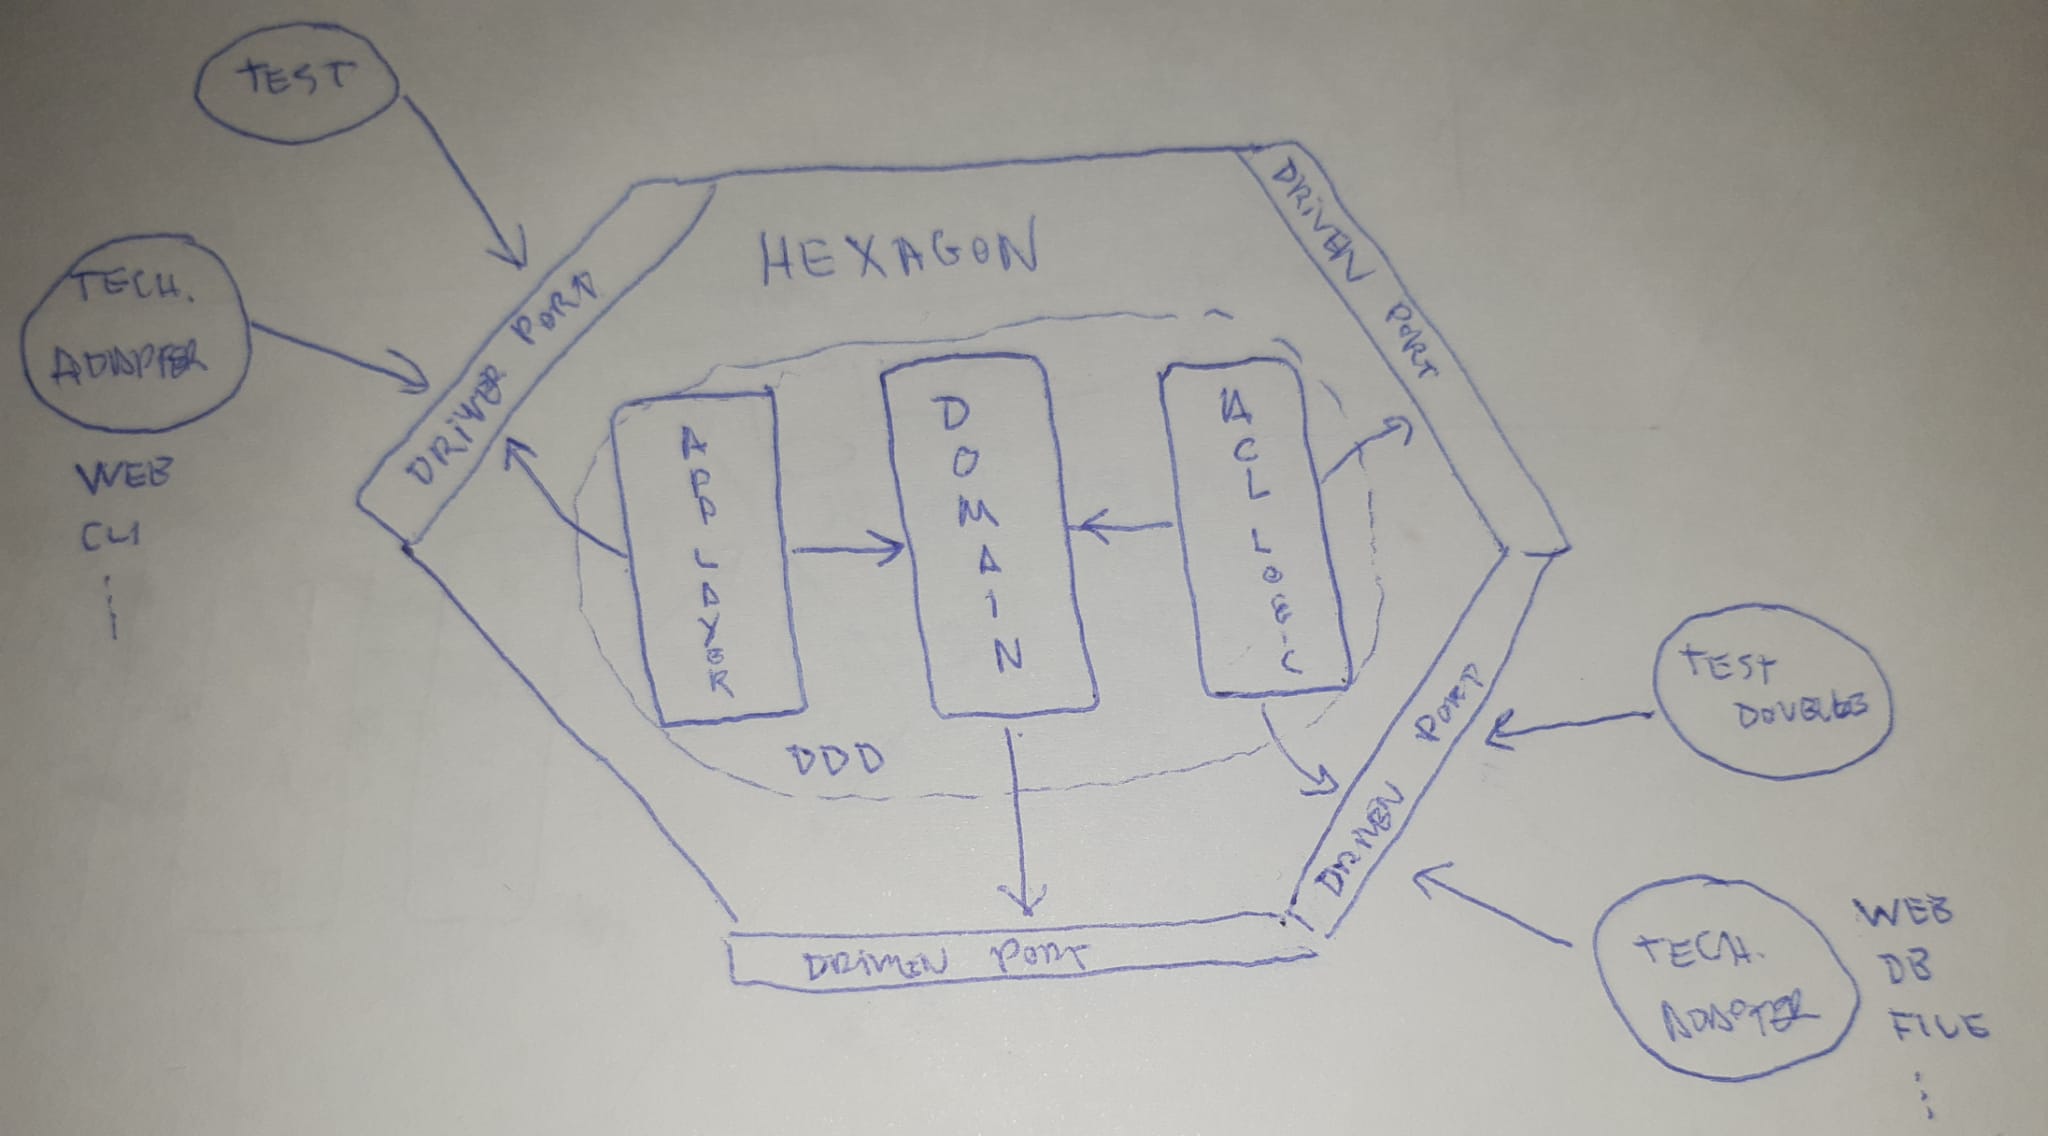 TEST
TECH.
ADAPTER
WEB
CLI
DRIVER PORT
HEXAGON
DRIVEN PORT
APP LAYER
DOMAIN
ACL LOGIC
DDD
DRIVEN PORT
DRIVEN PORT
TEST
DOUBLES
TECH.
ADAPTER
WEB
DB
FILE